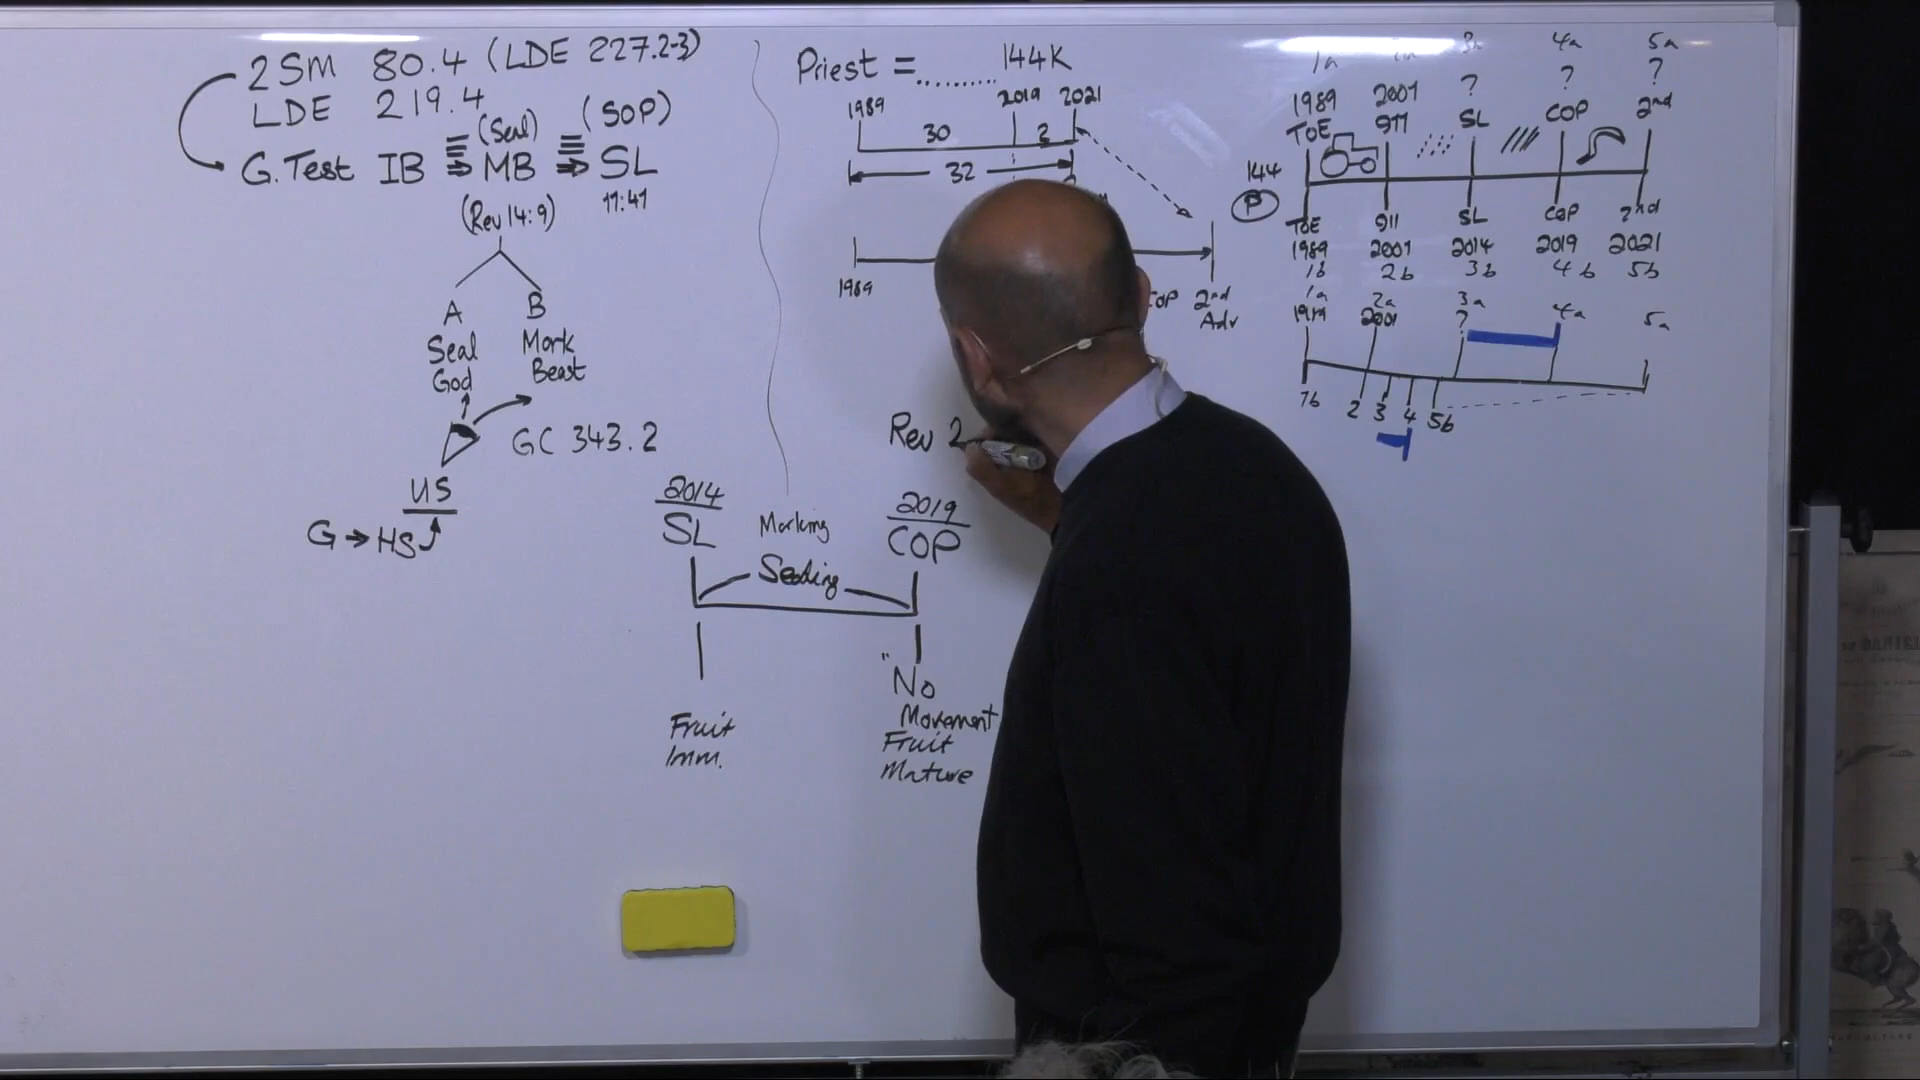 2SM 80.4 (LDE 227.2-3)
LDE 219.4
(Seal) (SOP)
G. Test IB MB SL
(Rev 14:9) 11:41
A B
Seal Mark
God Beast
GC 343.2
US
G → HS
Priest = .......... 144K
1989 2019 2021
30 2
32
1989 COP 2nd
Adv
Rev 2
2014 2019
SL Marking COP
Sealing
"No
Movement
Fruit Fruit
Imm. Mature
1a 3a 4a 5a
? ? ?
1989 2001 SL COP 2nd
TOE 911
144
P
TOE 911 SL COP 2nd
1989 2001 2014 2019 2021
1b 2b 3b 4b 5b
1a 2a 3a 4a 5a
1989 2001 ?
1b 2 3 4 5b